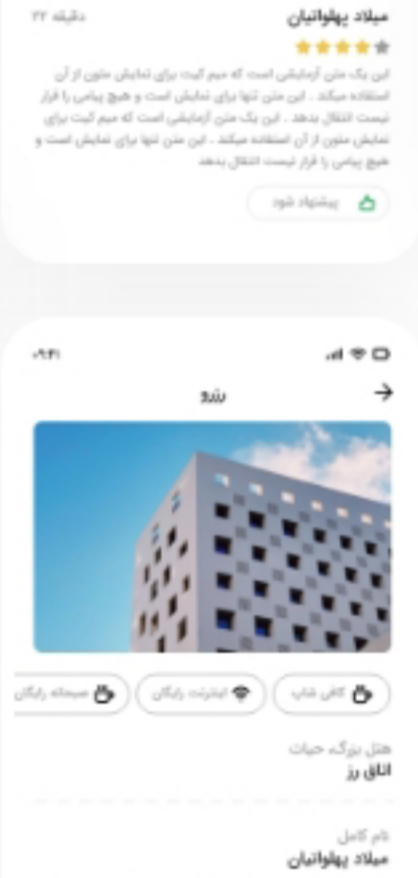 میلاد پهلواتیان
دقیقه ۲۲
این یک متن آزمایشی است که میم کیت برای نمایش متون از آن
استفاده میکند . این متن تنها برای نمایش است و هیچ پیامی را قرار
نیست انتقال بدهد . این یک متن آزمایشی است که میم کیت برای
نمایش متون از آن استفاده میکند . این متن تنها برای نمایش است و
هیچ پیامی را قرار نیست انتقال بدهد
پیشنهاد شود
۰۹:۴۱
رزرو
کافی شاپ
اینترنت رایگان
صبحانه رایگان
هتل بزرگ، حیات
اتاق رز
نام کامل
میلاد پهلواتیان